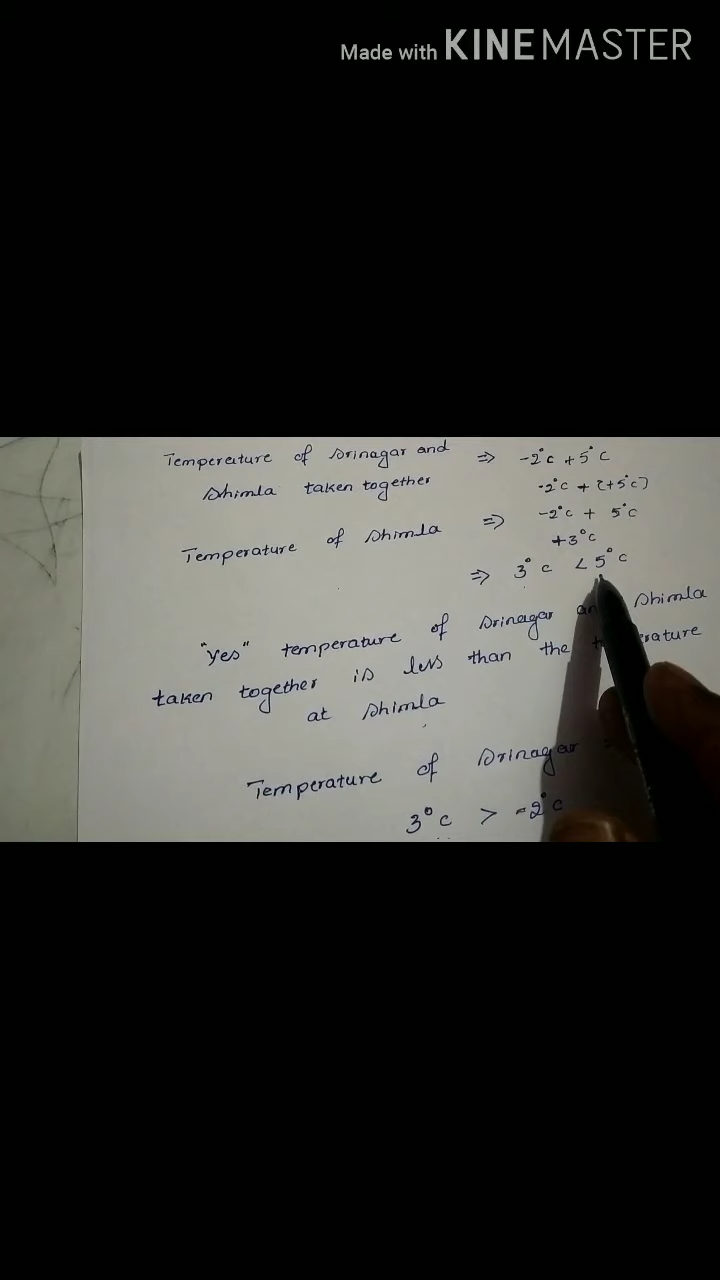 Made with KINEMASTER
Temperature of Srinagar and ⇒ -2°C + 5°C
Shimla taken together -2°C + (+5°C)
-2°C + 5°C
Temperature of Shimla ⇒ +3°C
⇒ 3°C < 5°C
"Yes" temperature of Srinagar an Shimla
taken together is less than the erature
at Shimla
Temperature of Srinagar
3°C > -2°C